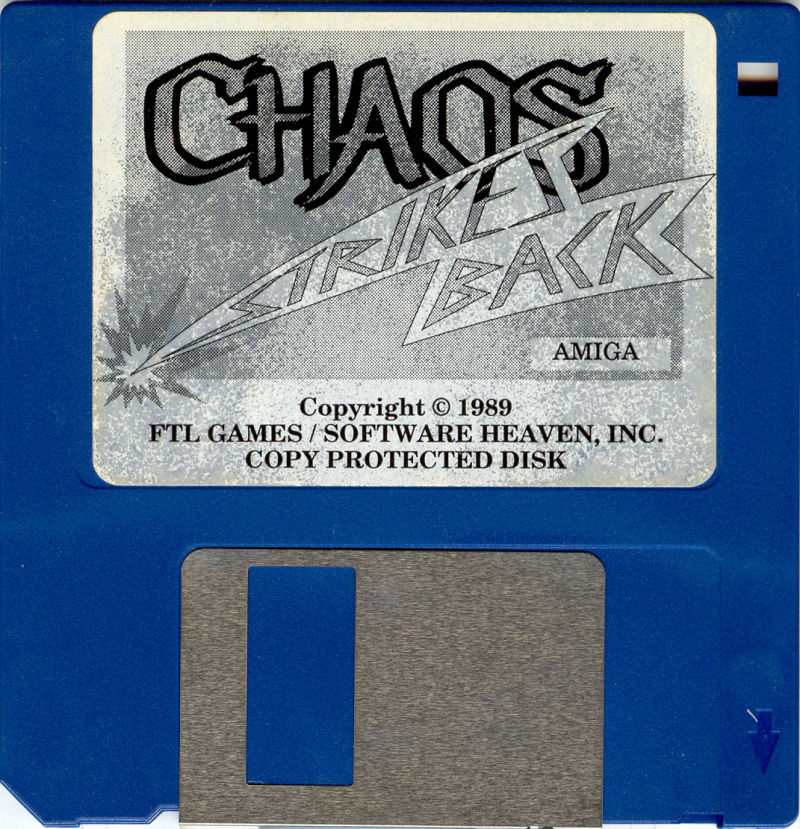 CHAOS
STRIKES
BACK
AMIGA
Copyright © 1989
FTL GAMES / SOFTWARE HEAVEN, INC.
COPY PROTECTED DISK